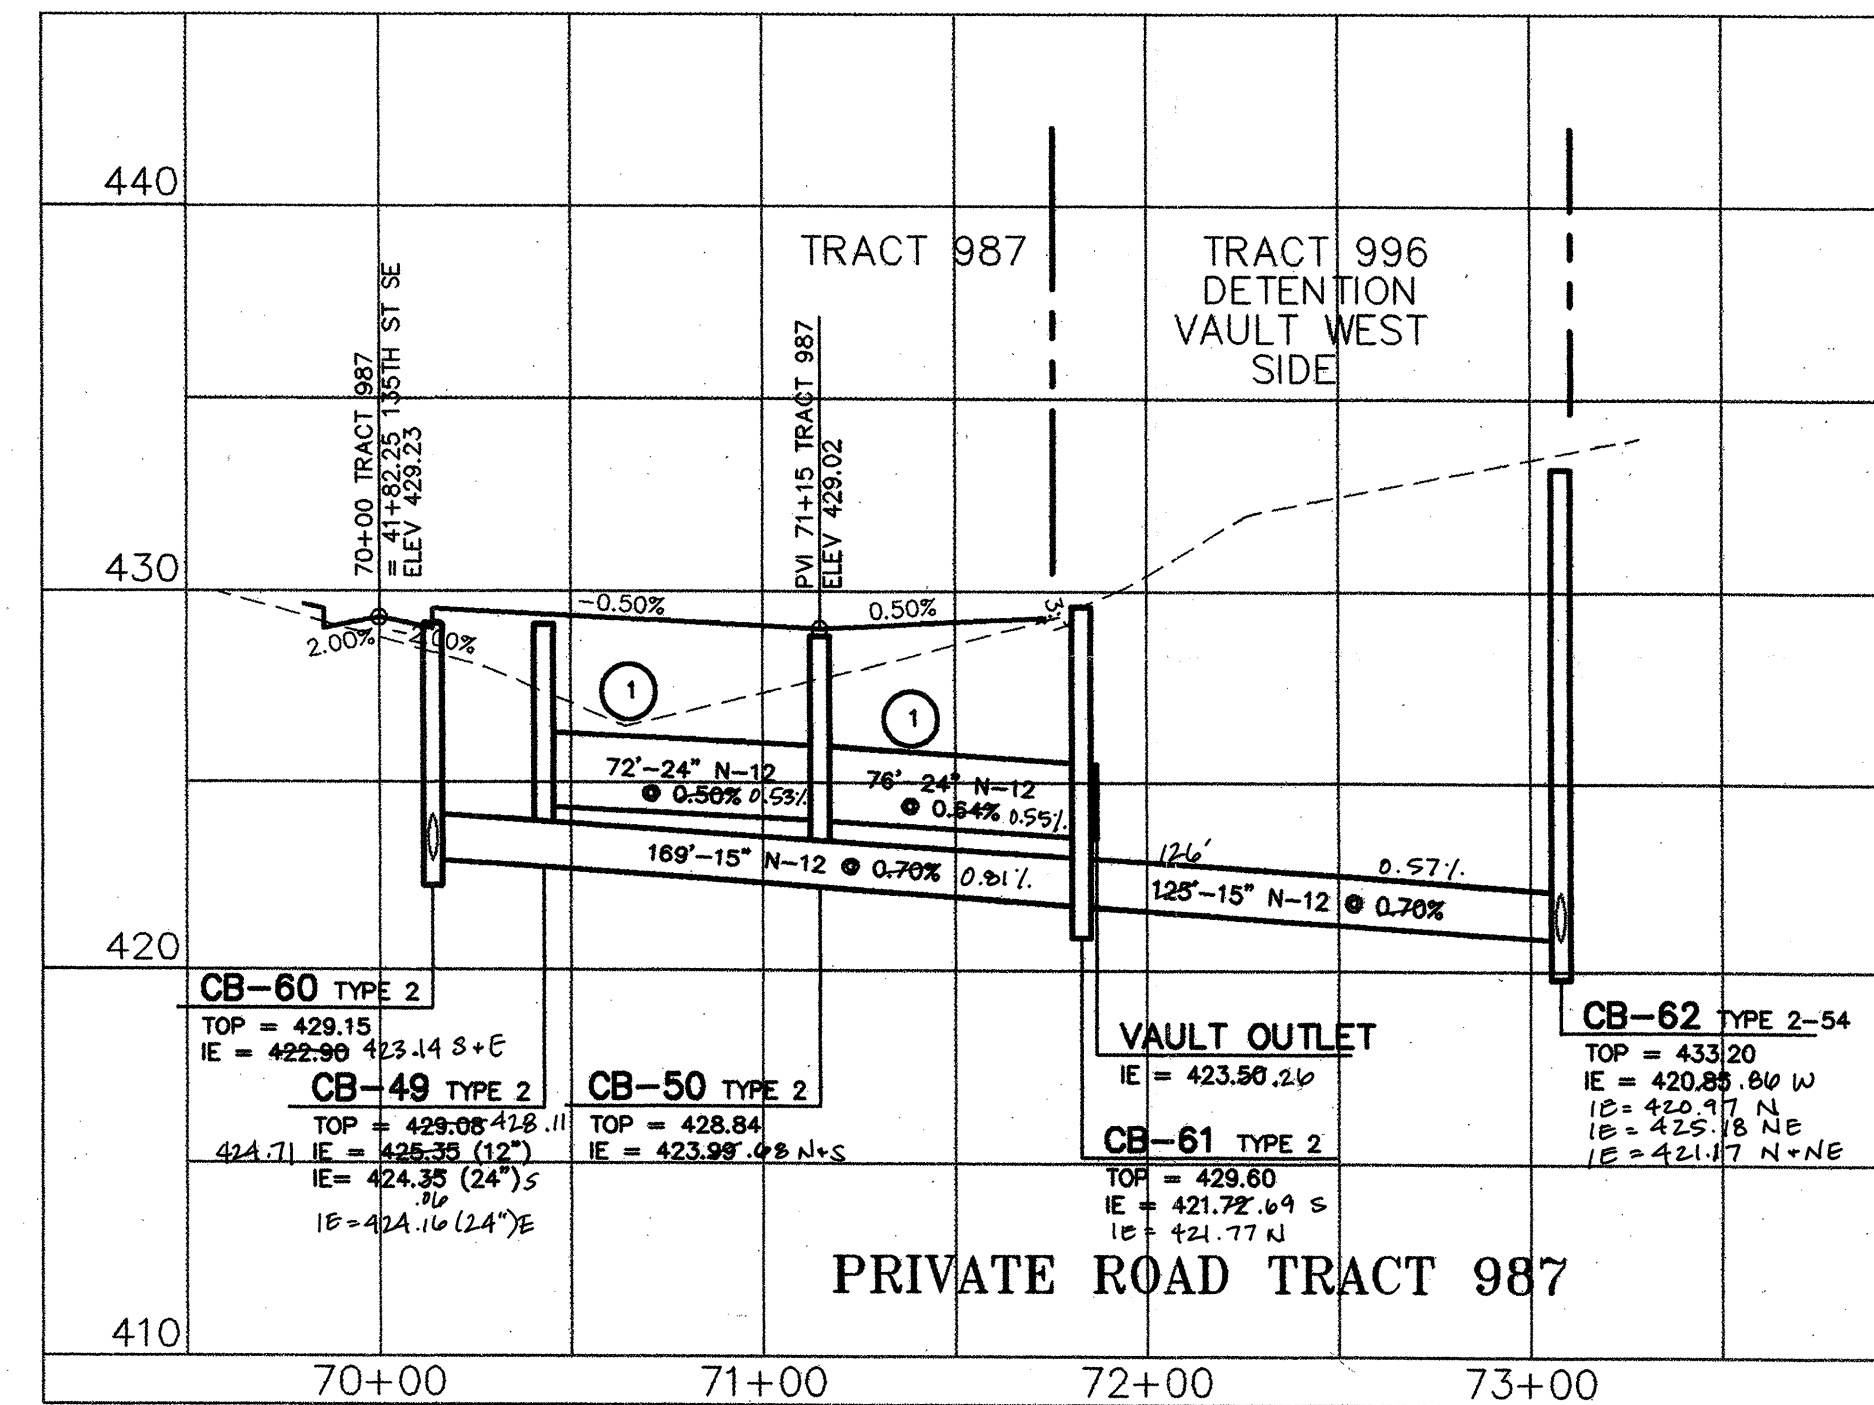 440
TRACT 987
TRACT 996
DETENTION
VAULT WEST
SIDE
70+00 TRACT 987
= 41+82.25 135TH ST SE
ELEV 429.23
PVI 71+15 TRACT 987
ELEV 429.02
430
-0.50%
0.50%
3:1
2.00%
-2.00%
1
1
72'-24" N-12
@ 0.50% 0.53%
76'-24" N-12
@ 0.64% 0.55%
169'-15" N-12 @ 0.70% 0.81%
126' 0.57%
125'-15" N-12 @ 0.70%
420
CB-60 TYPE 2
TOP = 429.15
IE = 422.90 423.14 S+E
CB-49 TYPE 2
TOP = 429.08 428.11
424.71 IE = 425.35 (12")
IE= 424.35 (24") S
.06
IE=424.16 (24") E
CB-50 TYPE 2
TOP = 428.84
IE = 423.99 .68 N+S
VAULT OUTLET
IE = 423.50 .26
CB-61 TYPE 2
TOP = 429.60
IE = 421.72 .69 S
IE = 421.77 N
CB-62 TYPE 2-54
TOP = 433.20
IE = 420.85 .86 W
IE= 420.97 N
IE= 425.18 NE
IE=421.17 N+NE
PRIVATE ROAD TRACT 987
410
70+00
71+00
72+00
73+00